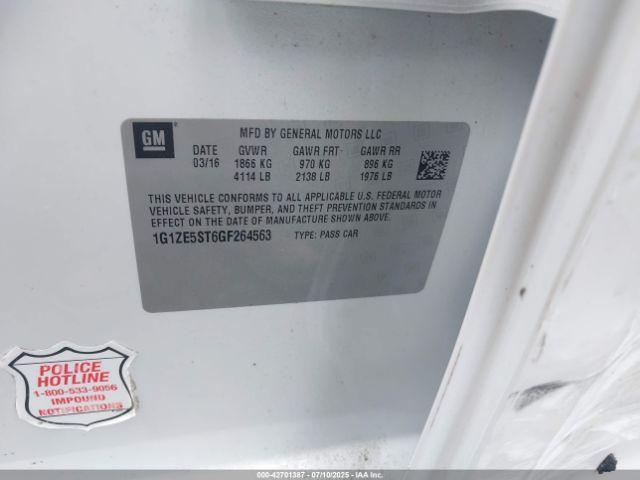 GM
MFD BY GENERAL MOTORS LLC
DATE GVWR GAWR FRT GAWR RR
03/16 1866 KG 970 KG 896 KG
4114 LB 2138 LB 1976 LB
THIS VEHICLE CONFORMS TO ALL APPLICABLE U.S. FEDERAL MOTOR
VEHICLE SAFETY, BUMPER, AND THEFT PREVENTION STANDARDS IN
EFFECT ON THE DATE OF MANUFACTURE SHOWN ABOVE.
1G1ZE5ST6GF264563 TYPE: PASS CAR
POLICE
HOTLINE
1-800-533-9056
IMPOUND
NOTIFICATIONS
000-42701387 - 07/10/2025 - IAA Inc.